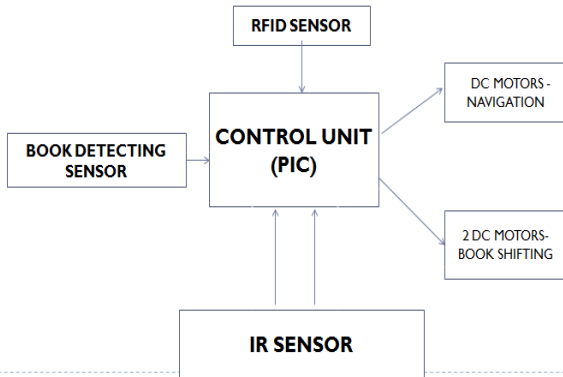 RFID SENSOR
DC MOTORS -
NAVIGATION
CONTROL UNIT
(PIC)
BOOK DETECTING
SENSOR
2 DC MOTORS-
BOOK SHIFTING
IR SENSOR